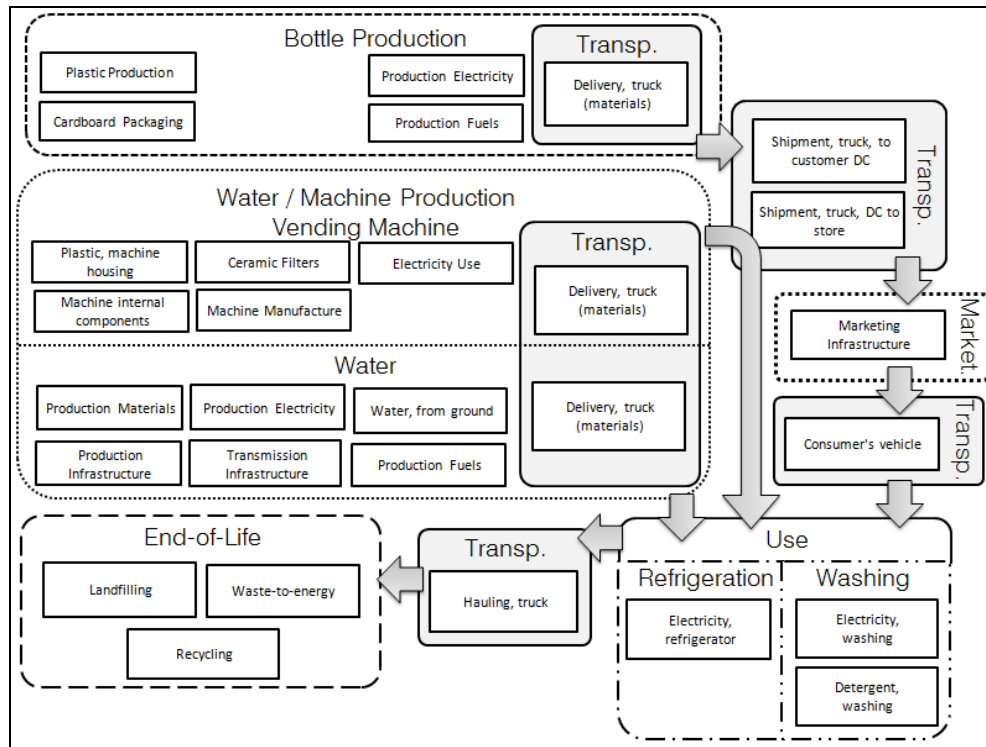 Bottle Production
Plastic Production
Cardboard Packaging
Production Electricity
Production Fuels
Transp.
Delivery, truck
(materials)
Shipment, truck, to
customer DC
Shipment, truck, DC to
store
Transp.
Water / Machine Production
Vending Machine
Plastic, machine
housing
Ceramic Filters
Electricity Use
Machine internal
components
Machine Manufacture
Transp.
Delivery, truck
(materials)
Marketing
Infrastructure
Market.
Water
Production Materials
Production Electricity
Water, from ground
Production
Infrastructure
Transmission
Infrastructure
Production Fuels
Delivery, truck
(materials)
Consumer's vehicle
Transp.
End-of-Life
Landfilling
Waste-to-energy
Recycling
Transp.
Hauling, truck
Use
Refrigeration
Electricity,
refrigerator
Washing
Electricity,
washing
Detergent,
washing